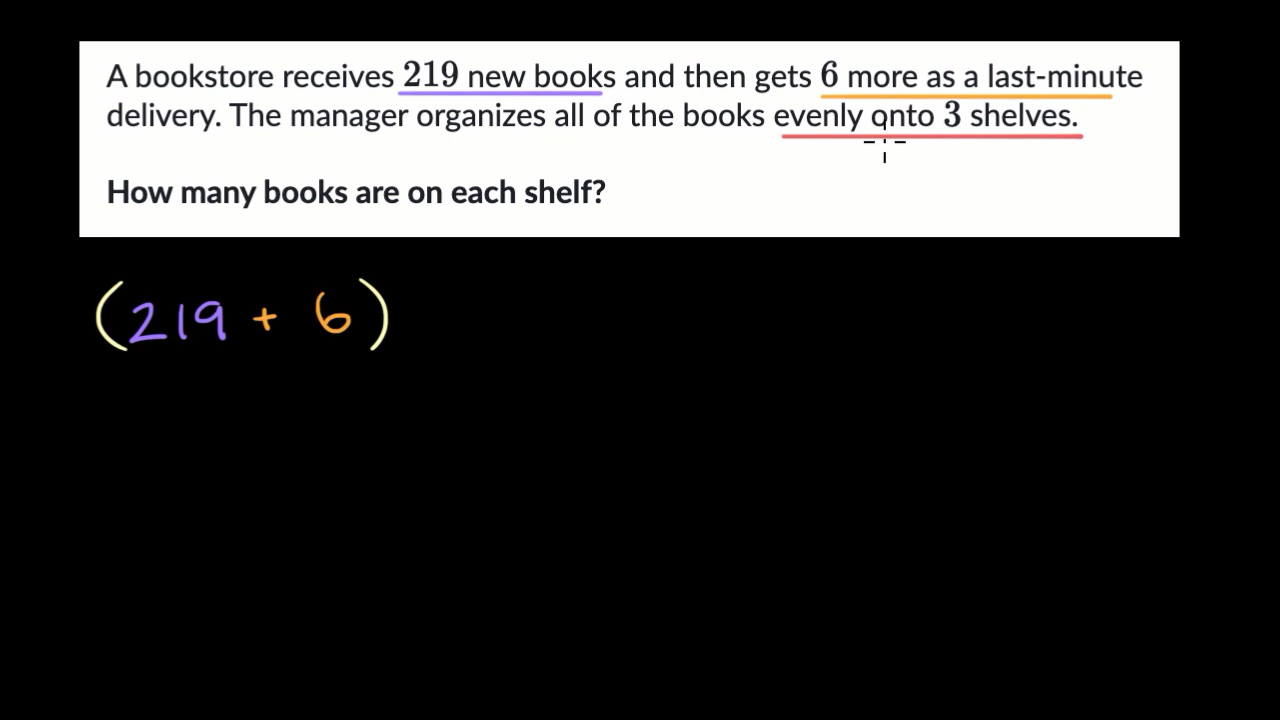 A bookstore receives 219 new books and then gets 6 more as a last-minute
delivery. The manager organizes all of the books evenly onto 3 shelves.
How many books are on each shelf?
(219 + 6)